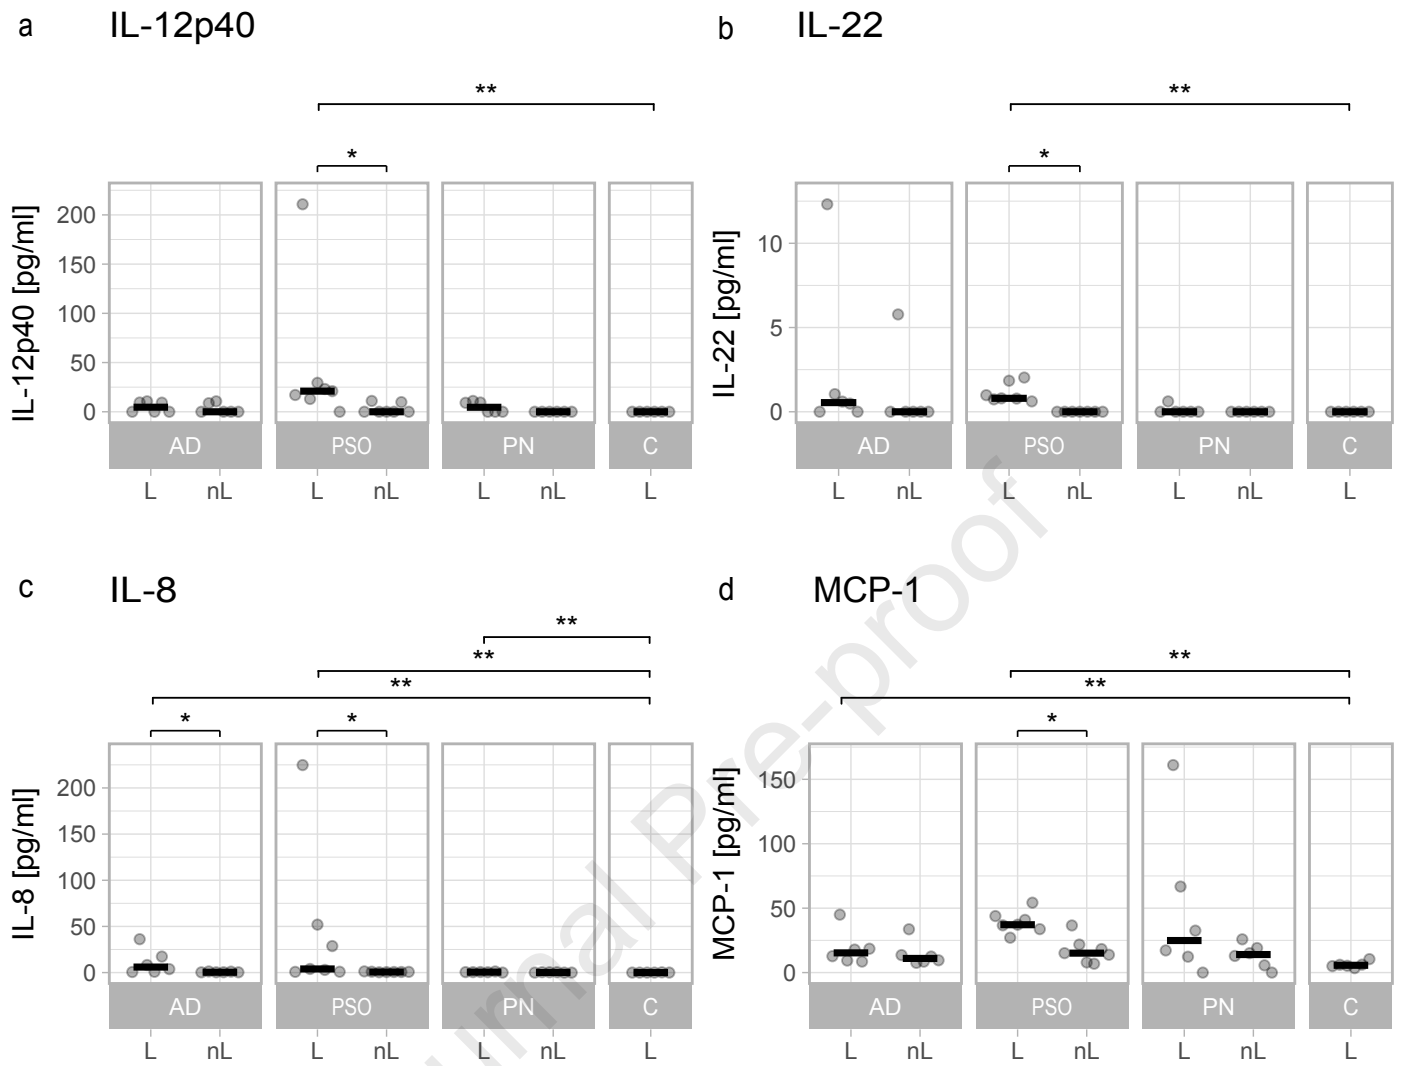 a IL-12p40
**
*
IL-12p40 [pg/ml]
200
150
100
50
0
AD PSO PN C
L nL L nL L nL L
b IL-22
**
*
IL-22 [pg/ml]
10
5
0
AD PSO PN C
L nL L nL L nL L
c IL-8
**
**
**
* *
IL-8 [pg/ml]
200
150
100
50
0
AD PSO PN C
L nL L nL L nL L
d MCP-1
**
**
*
MCP-1 [pg/ml]
150
100
50
0
AD PSO PN C
L nL L nL L nL L
urnal Pre-proof